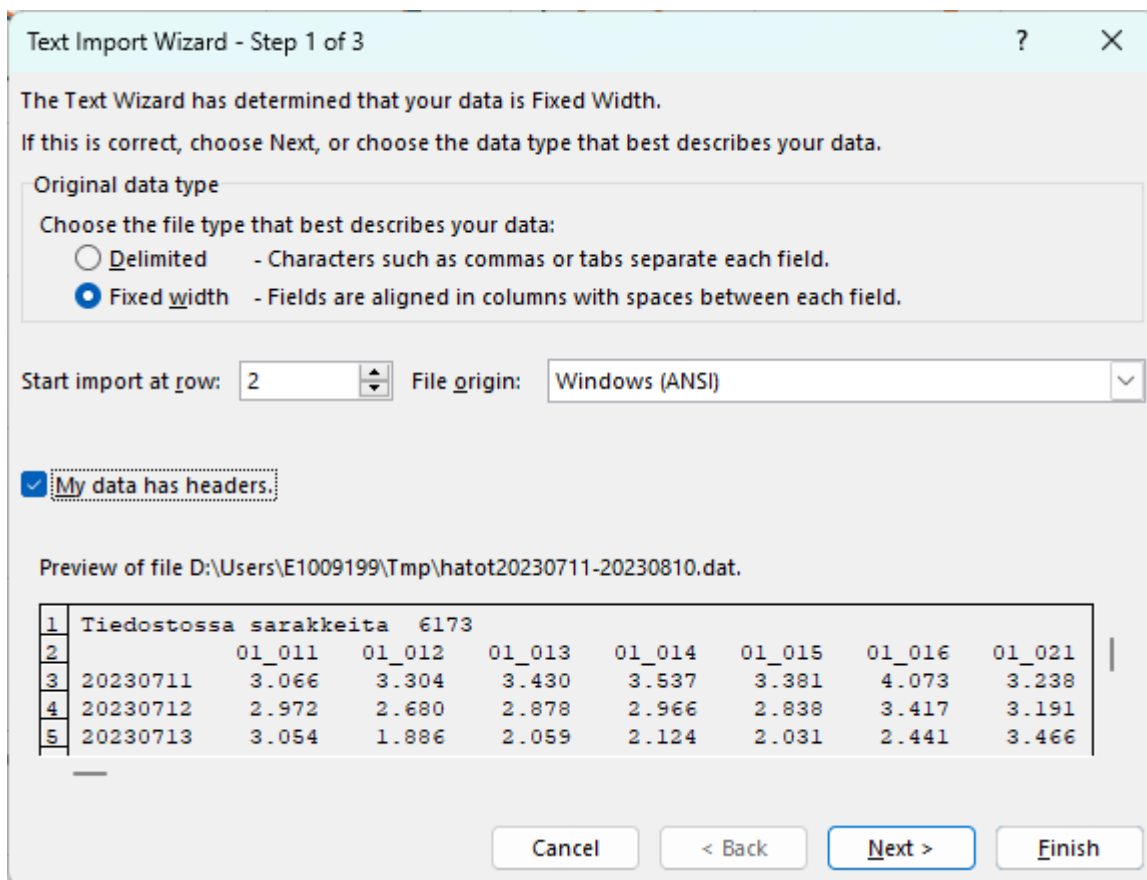 Text Import Wizard - Step 1 of 3 ?
The Text Wizard has determined that your data is Fixed Width.
If this is correct, choose Next, or choose the data type that best describes your data.
Original data type
Choose the file type that best describes your data:
Delimited - Characters such as commas or tabs separate each field.
Fixed width - Fields are aligned in columns with spaces between each field.
Start import at row: 2 File origin: Windows (ANSI)
My data has headers.
Preview of file D:\Users\E1009199\Tmp\hatot20230711-20230810.dat.
1 Tiedostossa sarakkeita 6173
2 01_011 01_012 01_013 01_014 01_015 01_016 01_021
3 20230711 3.066 3.304 3.430 3.537 3.381 4.073 3.238
4 20230712 2.972 2.680 2.878 2.966 2.838 3.417 3.191
5 20230713 3.054 1.886 2.059 2.124 2.031 2.441 3.466
Cancel < Back Next > Finish